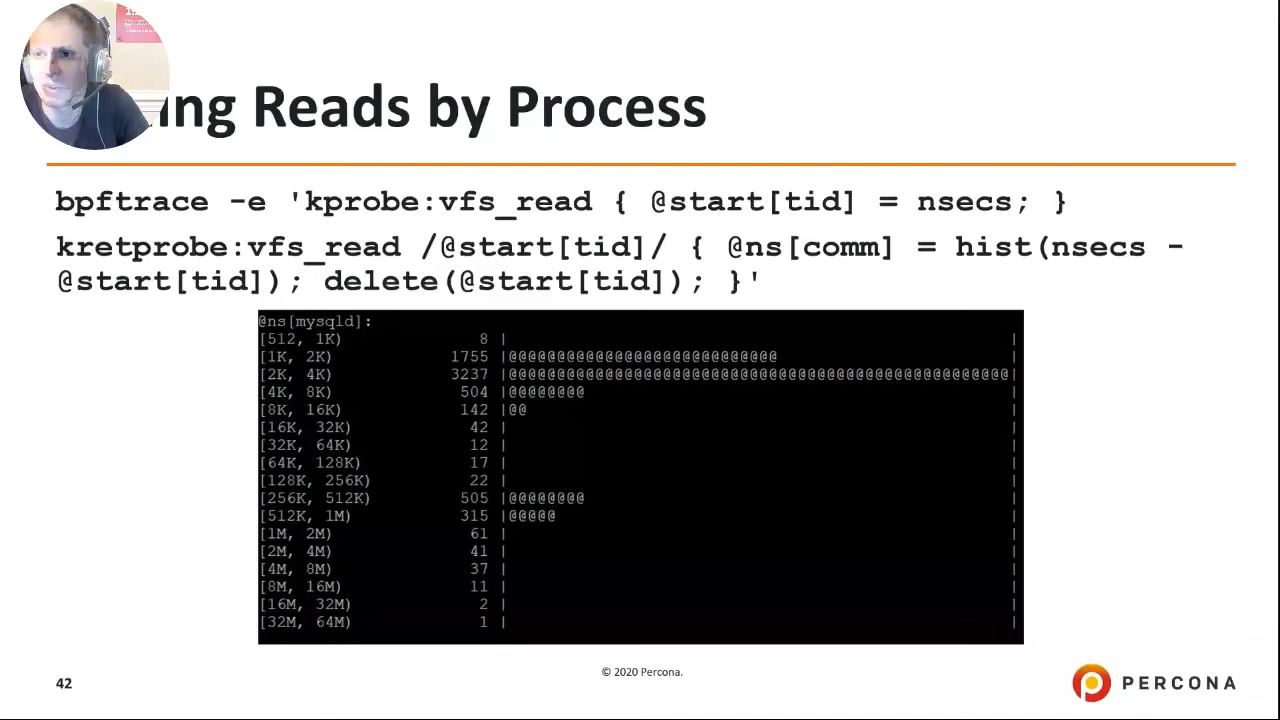 ing Reads by Process
bpftrace -e 'kprobe:vfs_read { @start[tid] = nsecs; }
kretprobe:vfs_read /@start[tid]/ { @ns[comm] = hist(nsecs -
@start[tid]); delete(@start[tid]); }'
@ns[mysqld]:
[512, 1K) 8 | |
[1K, 2K) 1755 |@@@@@@@@@@@@@@@@@@@@@@@@@@@@ |
[2K, 4K) 3237 |@@@@@@@@@@@@@@@@@@@@@@@@@@@@@@@@@@@@@@@@@@@@@@@@@@@@|
[4K, 8K) 504 |@@@@@@@@ |
[8K, 16K) 142 |@@ |
[16K, 32K) 42 | |
[32K, 64K) 12 | |
[64K, 128K) 17 | |
[128K, 256K) 22 | |
[256K, 512K) 505 |@@@@@@@@ |
[512K, 1M) 315 |@@@@@ |
[1M, 2M) 61 | |
[2M, 4M) 41 | |
[4M, 8M) 37 | |
[8M, 16M) 11 | |
[16M, 32M) 2 | |
[32M, 64M) 1 | |
© 2020 Percona.
42
PERCONA